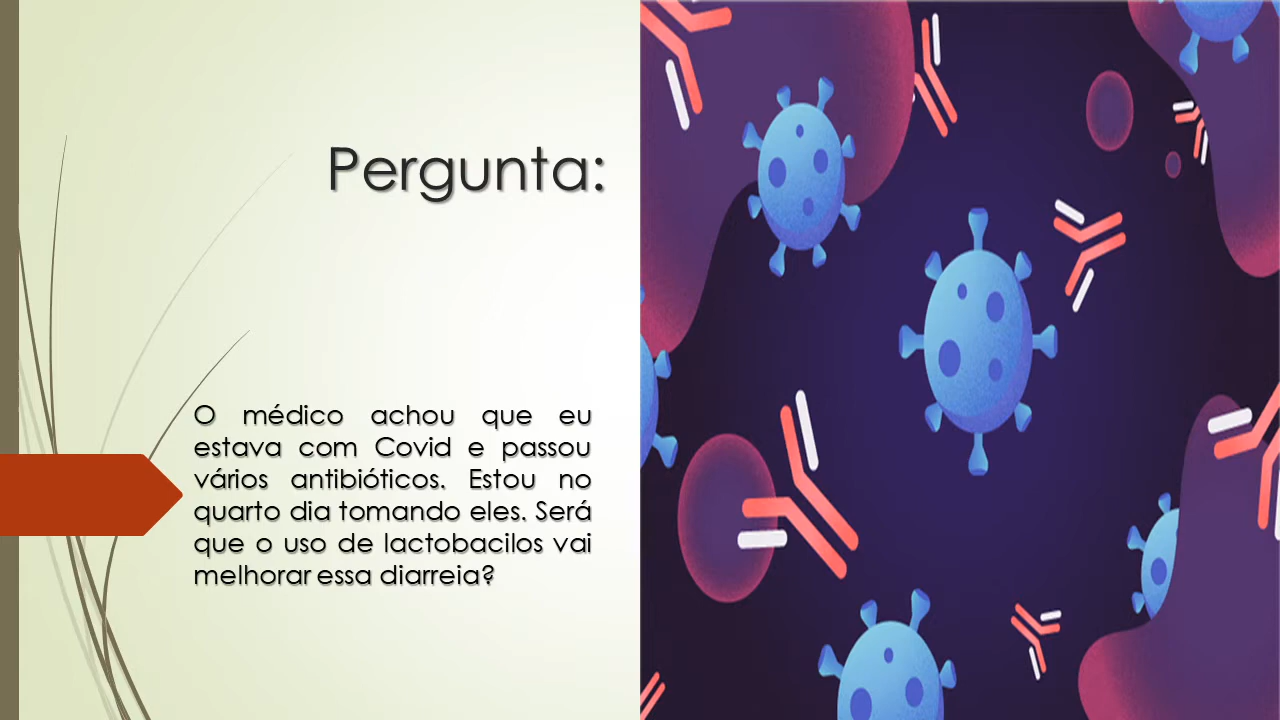 Pergunta:
O médico achou que eu
estava com Covid e passou
vários antibióticos. Estou no
quarto dia tomando eles. Será
que o uso de lactobacilos vai
melhorar essa diarreia?